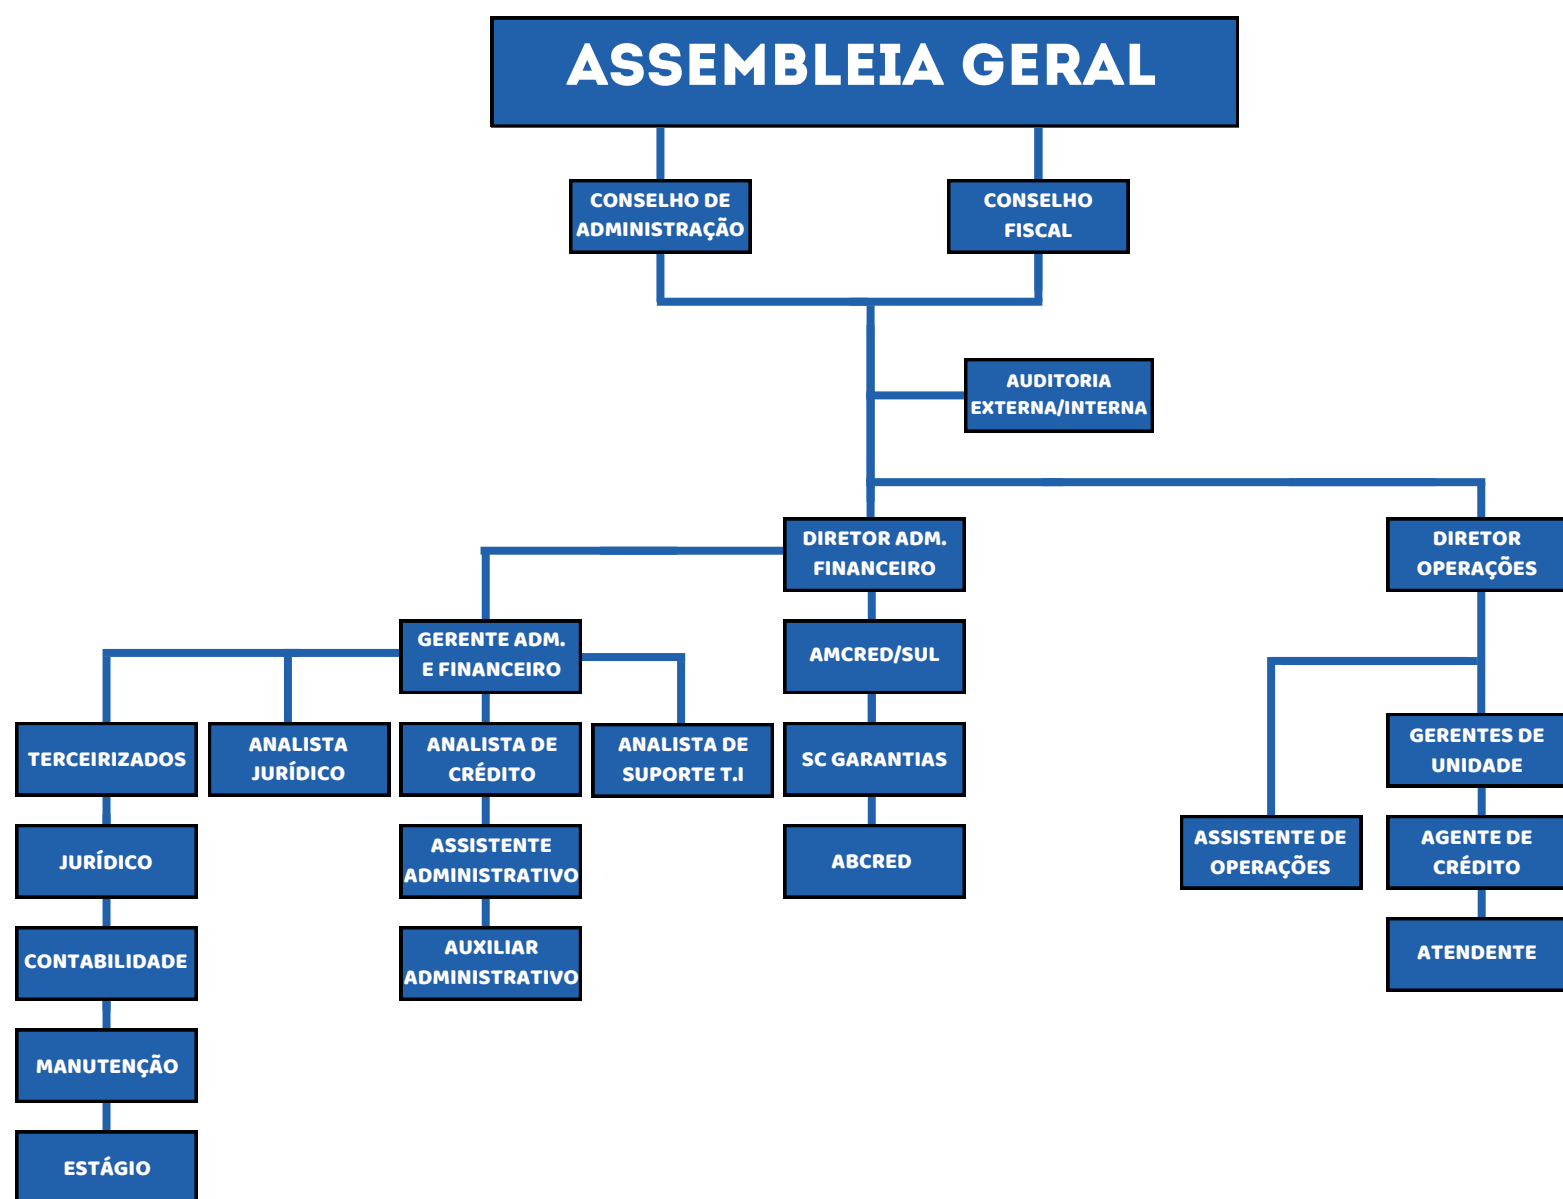 ASSEMBLEIA GERAL
CONSELHO DE
ADMINISTRAÇÃO
CONSELHO
FISCAL
AUDITORIA
EXTERNA/INTERNA
DIRETOR ADM.
FINANCEIRO
DIRETOR
OPERAÇÕES
GERENTE ADM.
E FINANCEIRO
AMCRED/SUL
TERCEIRIZADOS
ANALISTA
JURÍDICO
ANALISTA DE
CRÉDITO
ANALISTA DE
SUPORTE T.I
SC GARANTIAS
GERENTES DE
UNIDADE
JURÍDICO
ASSISTENTE
ADMINISTRATIVO
ABCRED
ASSISTENTE DE
OPERAÇÕES
AGENTE DE
CRÉDITO
CONTABILIDADE
AUXILIAR
ADMINISTRATIVO
ATENDENTE
MANUTENÇÃO
ESTÁGIO